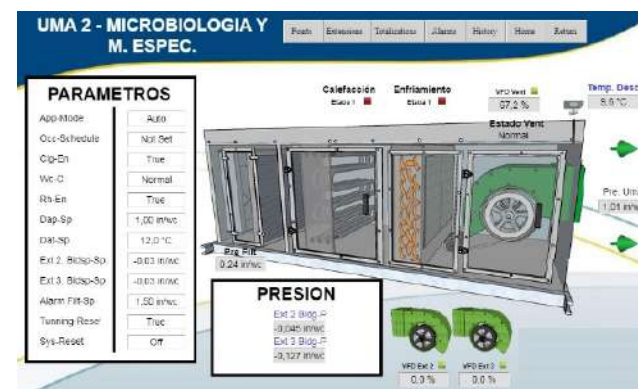 UMA 2 - MICROBIOLOGIA Y
M. ESPEC.
Points Extensions Totalizations Alarms History Home Return
PARAMETROS
App-Mode Auto
Occ-Schedule Not Set
Clg-En True
Wc-C Normal
Rh-En True
Dap-Sp 1,00 in/wc
Dat-Sp 12,0 °C
Ext 2. Bldsp-Sp -0,03 in/wc
Ext 3. Bldsp-Sp -0,03 in/wc
Alarm Filt-Sp 1,50 in/wc
Tunning-Reset True
Sys-Reset Off
Calefacción
Etapa 1
Enfriamiento
Etapa 1
VFD Vent
67,2 %
Estado Vent
Normal
Temp. Desc
8,6 °C
Pre. Uma
1,01 in/w
Pre Filt
0,24 in/wc
PRESION
Ext 2 Bldg-P
-0,045 in/wc
Ext 3 Bldg-P
-0,127 in/wc
VFD Ext 2
0,0 %
VFD Ext 3
0,0 %